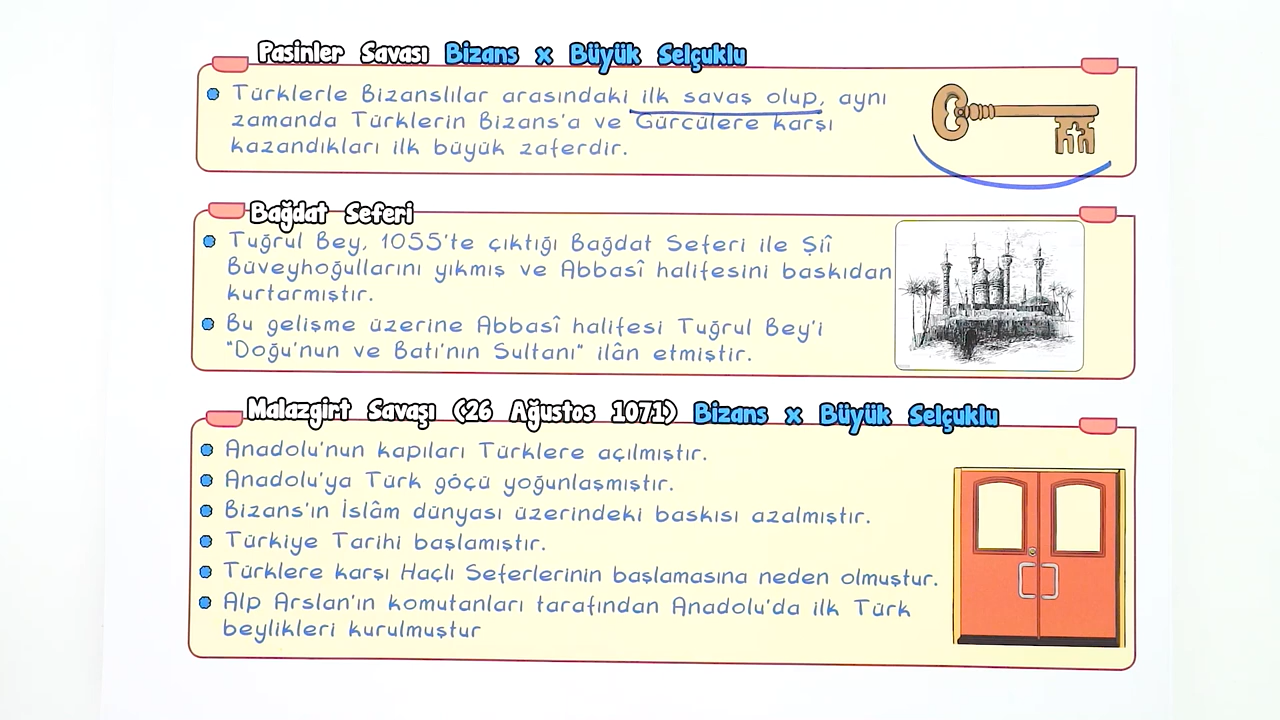 Pasinler Savaşı Bizans x Büyük Selçuklu
Türklerle Bizanslılar arasındaki ilk savaş olup, aynı
zamanda Türklerin Bizans'a ve Gürcülere karşı
kazandıkları ilk büyük zaferdir.
Bağdat Seferi
Tuğrul Bey, 1055'te çıktığı Bağdat Seferi ile Şiî
Büveyhoğullarını yıkmış ve Abbasî halifesini baskıdan
kurtarmıştır.
Bu gelişme üzerine Abbasî halifesi Tuğrul Bey'i
"Doğu'nun ve Batı'nın Sultanı" ilân etmiştir.
Malazgirt Savaşı (26 Ağustos 1071) Bizans x Büyük Selçuklu
Anadolu'nun kapıları Türklere açılmıştır.
Anadolu'ya Türk göçü yoğunlaşmıştır.
Bizans'ın İslâm dünyası üzerindeki baskısı azalmıştır.
Türkiye Tarihi başlamıştır.
Türklere karşı Haçlı Seferlerinin başlamasına neden olmuştur.
Alp Arslan'ın komutanları tarafından Anadolu'da ilk Türk
beylikleri kurulmuştur